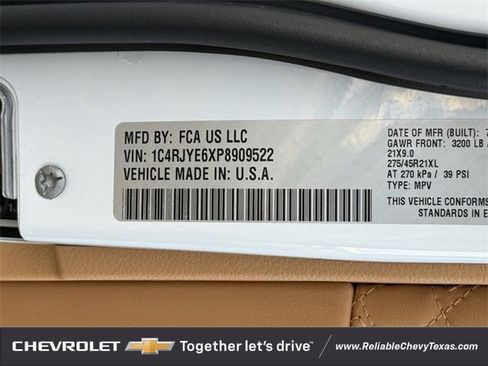 MFD BY: FCA US LLC
VIN: 1C4RJYE6XP8909522
VEHICLE MADE IN: U.S.A.
DATE OF MFR (BUILT): 7
GAWR FRONT: 3200 LB
21X9.0
275/45R21XL
AT 270 kPa / 39 PSI
TYPE: MPV
THIS VEHICLE CONFORMS
STANDARDS IN E
CHEVROLET Together let's drive™ www.ReliableChevyTexas.com